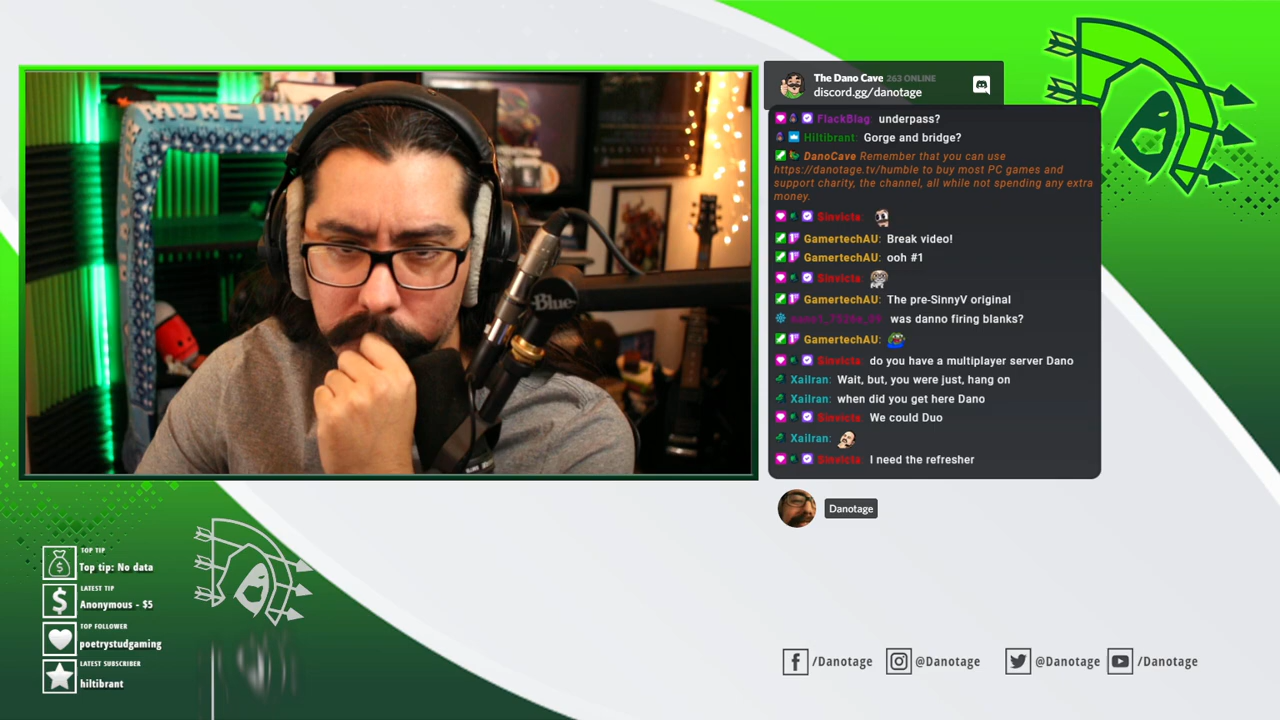 MORE THA
Blue
The Dano Cave 263 ONLINE
discord.gg/danotage
FlackBlag: underpass?
Hiltibrant: Gorge and bridge?
DanoCave Remember that you can use
https://danotage.tv/humble to buy most PC games and
support charity, the channel, all while not spending any extra
money.
Sinvicta:
GamertechAU: Break video!
GamertechAU: ooh #1
Sinvicta:
GamertechAU: The pre-SinnyV original
was danno firing blanks?
GamertechAU:
Sinvicta: do you have a multiplayer server Dano
Xailran: Wait, but, you were just, hang on
Xailran: when did you get here Dano
Sinvicta: We could Duo
Xailran:
Sinvicta: I need the refresher
Danotage
TOP TIP
Top tip: No data
LATEST TIP
Anonymous - $5
TOP FOLLOWER
poetrystudgaming
LATEST SUBSCRIBER
hiltibrant
/Danotage
@Danotage
@Danotage
/Danotage